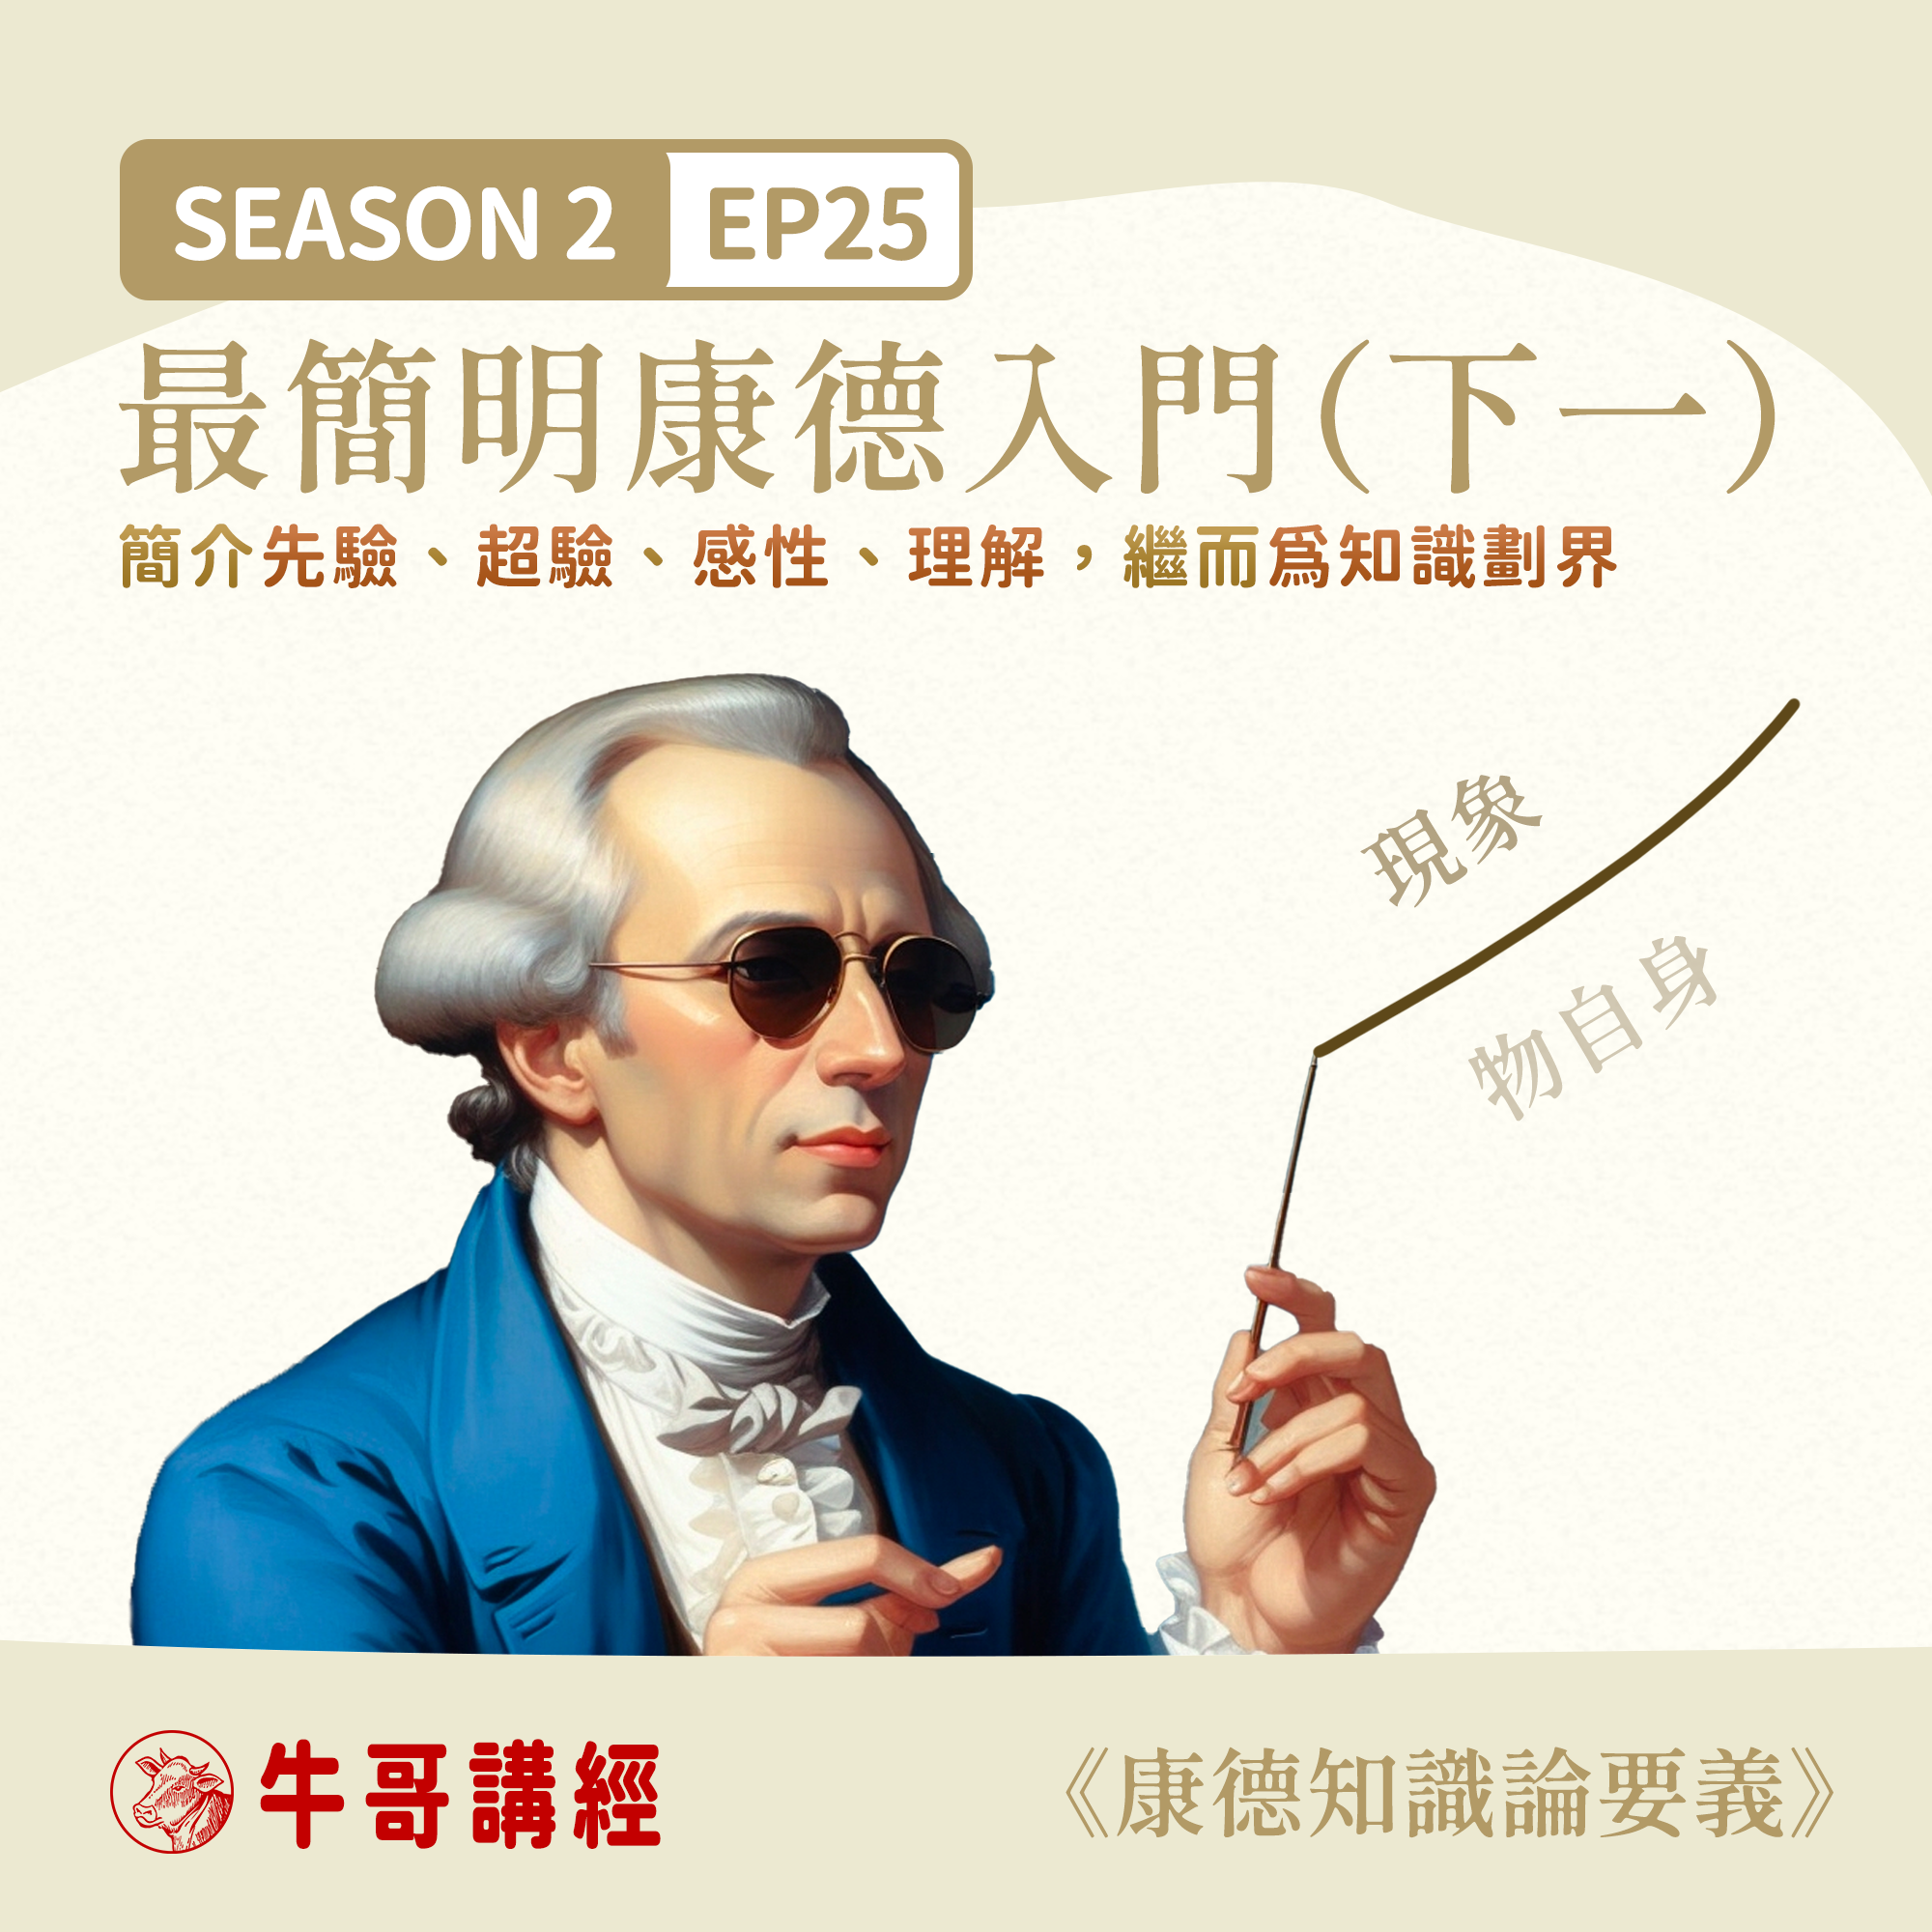 SEASON 2 EP25
最簡明康德入門（下一）
簡介先驗、超驗、感性、理解，繼而爲知識劃界
現象
物自身
牛哥講經
《康德知識論要義》